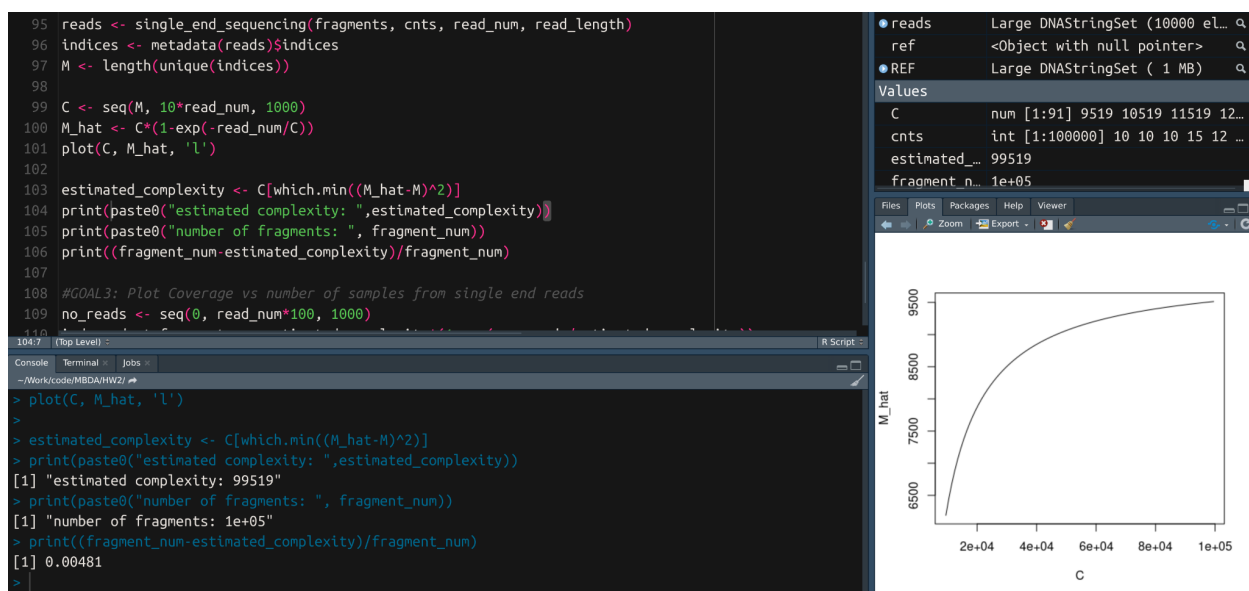 95 reads <- single_end_sequencing(fragments, cnts, read_num, read_length)
96 indices <- metadata(reads)$indices
97 M <- length(unique(indices))
98
99 C <- seq(M, 10*read_num, 1000)
100 M_hat <- C*(1-exp(-read_num/C))
101 plot(C, M_hat, 'l')
102
103 estimated_complexity <- C[which.min((M_hat-M)^2)]
104 print(paste0("estimated complexity: ",estimated_complexity))
105 print(paste0("number of fragments: ", fragment_num))
106 print((fragment_num-estimated_complexity)/fragment_num)
107
108 #GOAL3: Plot Coverage vs number of samples from single end reads
109 no_reads <- seq(0, read_num*100, 1000)
110
104:7 (Top Level) R Script
Console Terminal Jobs
~/Work/code/MBDA/HW2/
> plot(C, M_hat, 'l')
>
> estimated_complexity <- C[which.min((M_hat-M)^2)]
> print(paste0("estimated complexity: ",estimated_complexity))
[1] "estimated complexity: 99519"
> print(paste0("number of fragments: ", fragment_num))
[1] "number of fragments: 1e+05"
> print((fragment_num-estimated_complexity)/fragment_num)
[1] 0.00481
>
reads Large DNAStringSet (10000 el…
ref <Object with null pointer>
REF Large DNAStringSet ( 1 MB)
Values
C num [1:91] 9519 10519 11519 12…
cnts int [1:100000] 10 10 10 15 12 …
estimated_… 99519
fragment_n… 1e+05
Files Plots Packages Help Viewer
Zoom Export
M_hat
9500
8500
7500
6500
2e+04 4e+04 6e+04 8e+04 1e+05
C